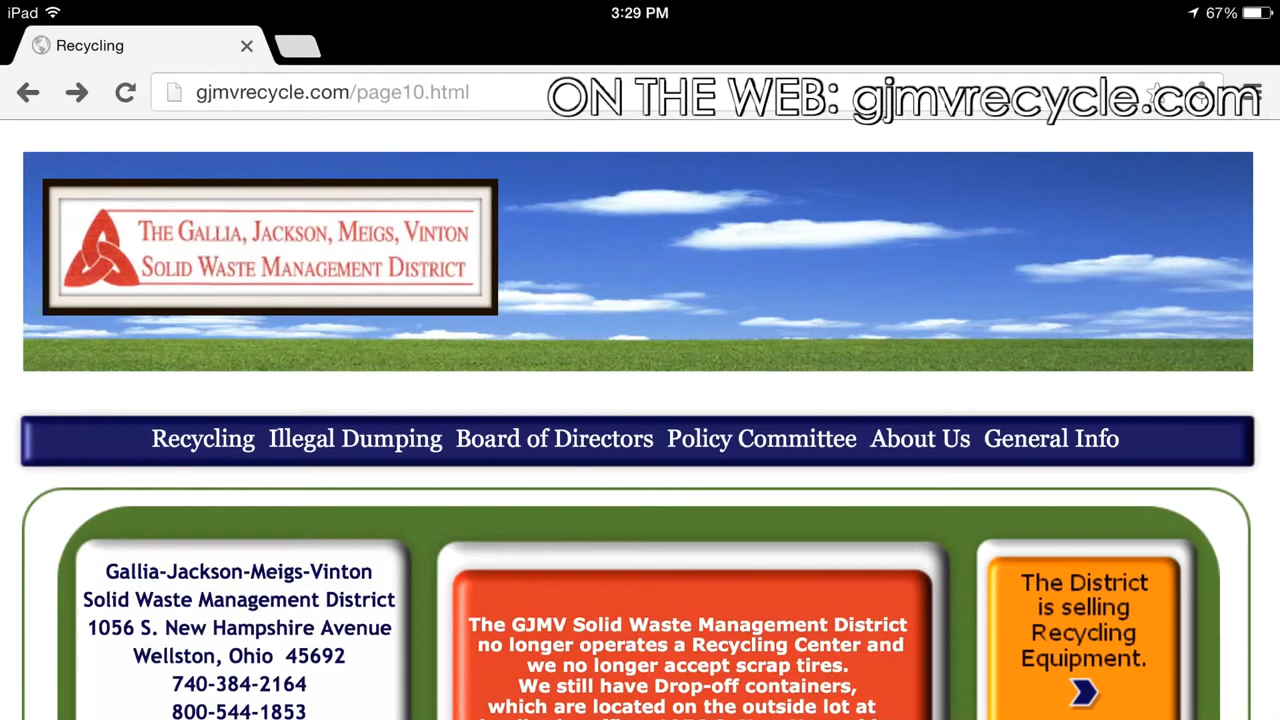 iPad
3:29 PM
67%
Recycling
gjmvrecycle.com/page10.html
ON THE WEB: gjmvrecycle.com
THE GALLIA, JACKSON, MEIGS, VINTON
SOLID WASTE MANAGEMENT DISTRICT
Recycling Illegal Dumping Board of Directors Policy Committee About Us General Info
Gallia-Jackson-Meigs-Vinton
Solid Waste Management District
1056 S. New Hampshire Avenue
Wellston, Ohio 45692
740-384-2164
800-544-1853
The GJMV Solid Waste Management District
no longer operates a Recycling Center and
we no longer accept scrap tires.
We still have Drop-off containers,
which are located on the outside lot at
The District
is selling
Recycling
Equipment.